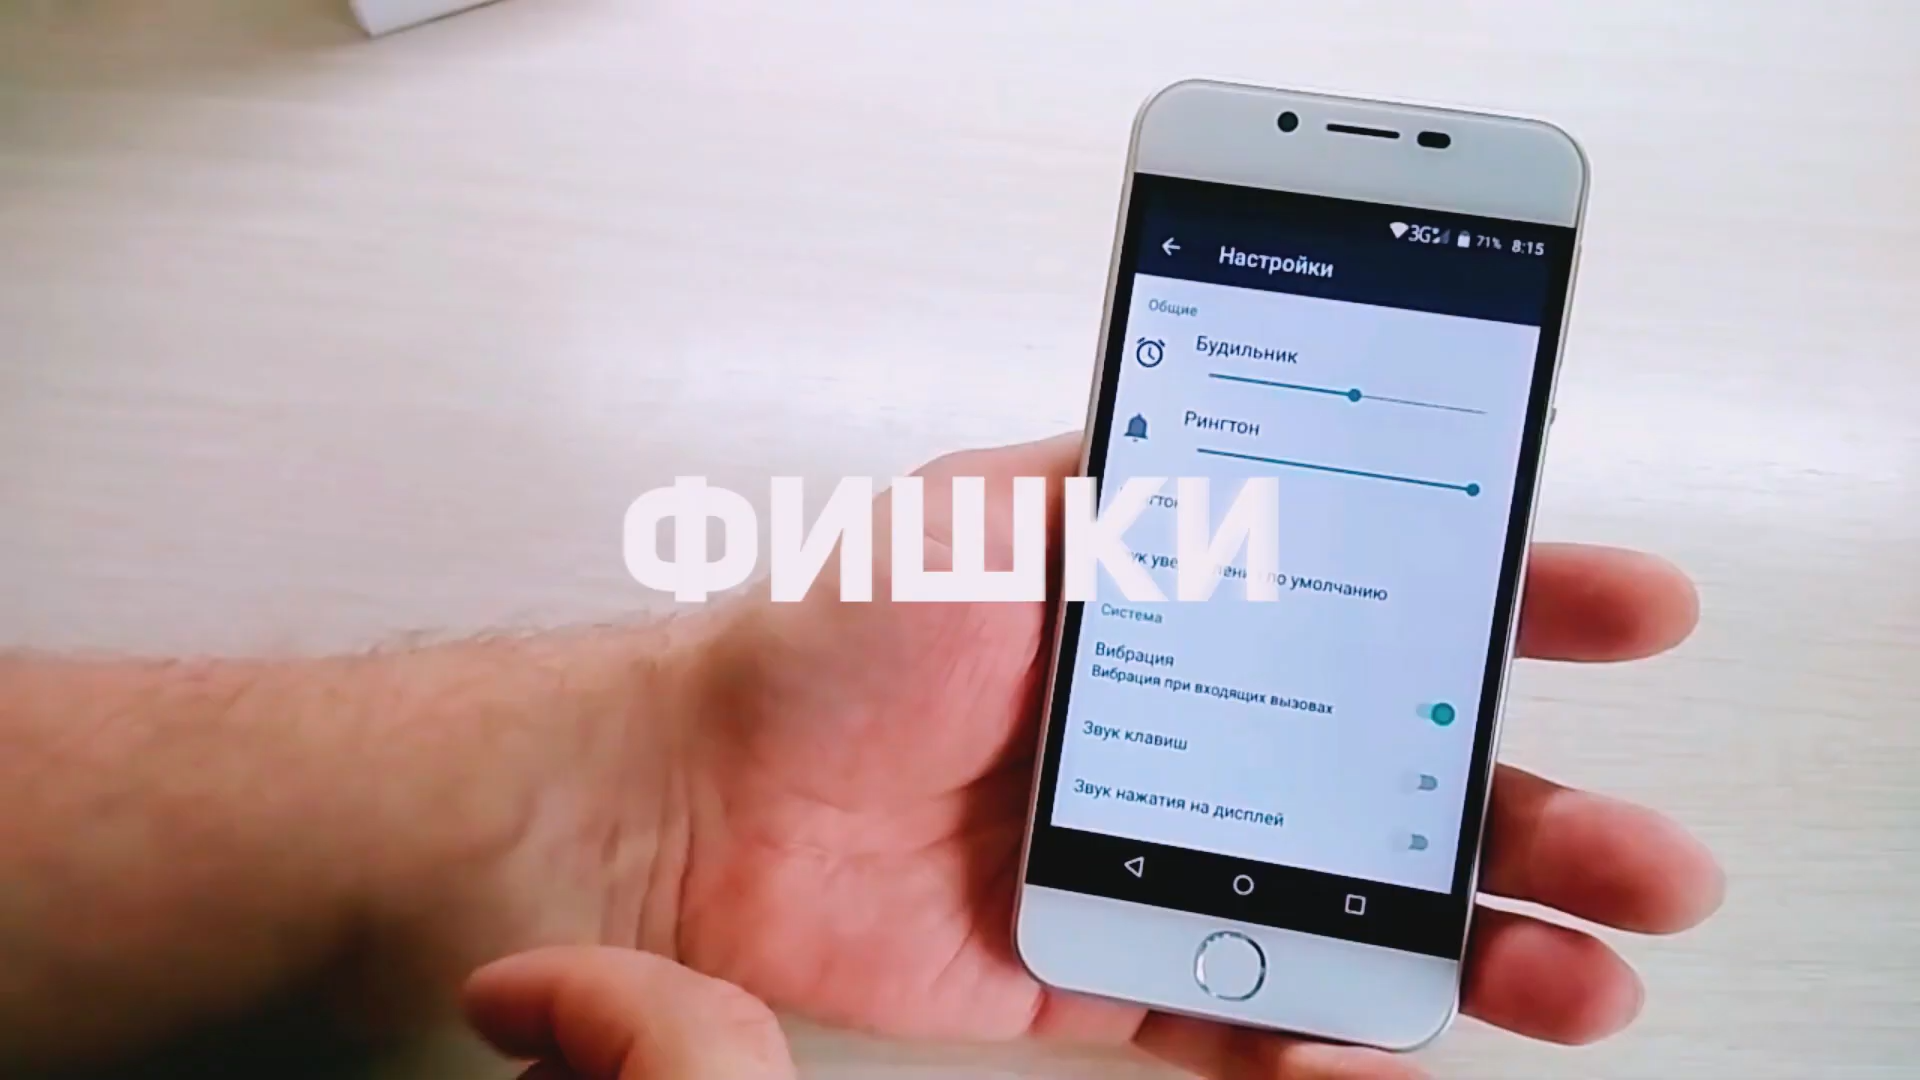 3G 71% 8:15
Настройки
Общие
Будильник
Рингтон
ФИШКИ
по умолчанию
Система
Вибрация
Вибрация при входящих вызовах
Звук клавиш
Звук нажатия на дисплей